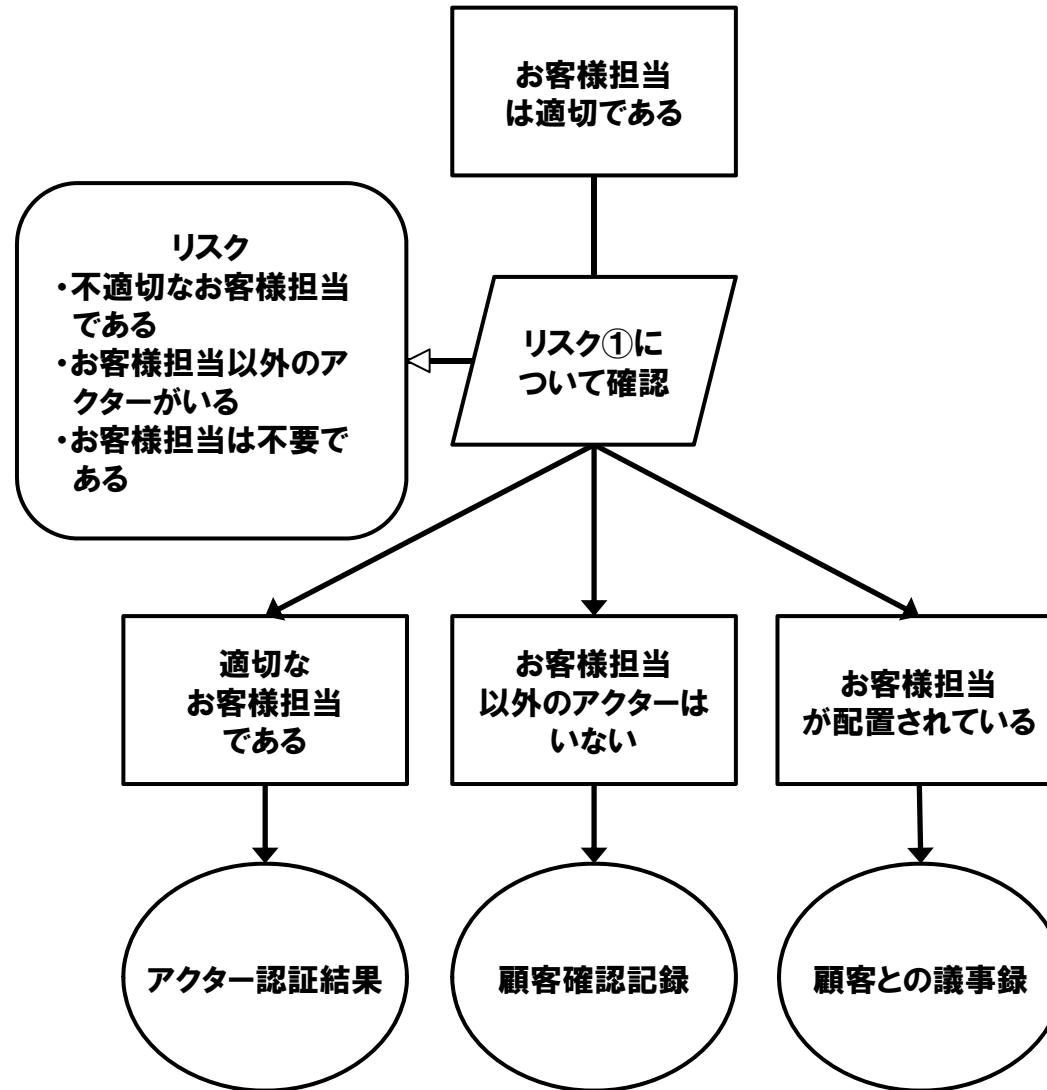 お客様担当
は適切である
リスク
・不適切なお客様担当
である
・お客様担当以外のア
クターがいる
・お客様担当は不要で
ある
リスク①に
ついて確認
適切な
お客様担当
である
お客様担当
以外のアクターは
いない
お客様担当
が配置されている
アクター認証結果
顧客確認記録
顧客との議事録